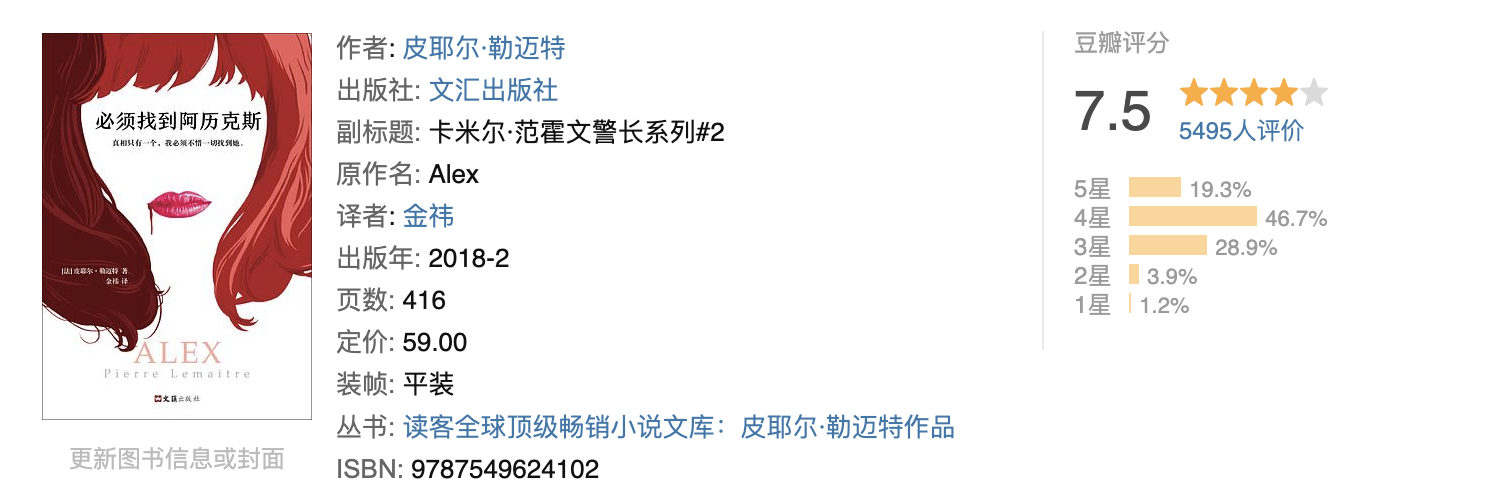 必须找到阿历克斯
真相只有一个，我必须不惜一切找到她。
[法] 皮耶尔·勒迈特 著
金祎 译
ALEX
Pierre Lemaitre
文汇出版社
更新图书信息或封面
作者: 皮耶尔·勒迈特
出版社: 文汇出版社
副标题: 卡米尔·范霍文警长系列#2
原作名: Alex
译者: 金祎
出版年: 2018-2
页数: 416
定价: 59.00
装帧: 平装
丛书: 读客全球顶级畅销小说文库：皮耶尔·勒迈特作品
ISBN: 9787549624102
豆瓣评分
7.5
5495人评价
5星 19.3%
4星 46.7%
3星 28.9%
2星 3.9%
1星 1.2%